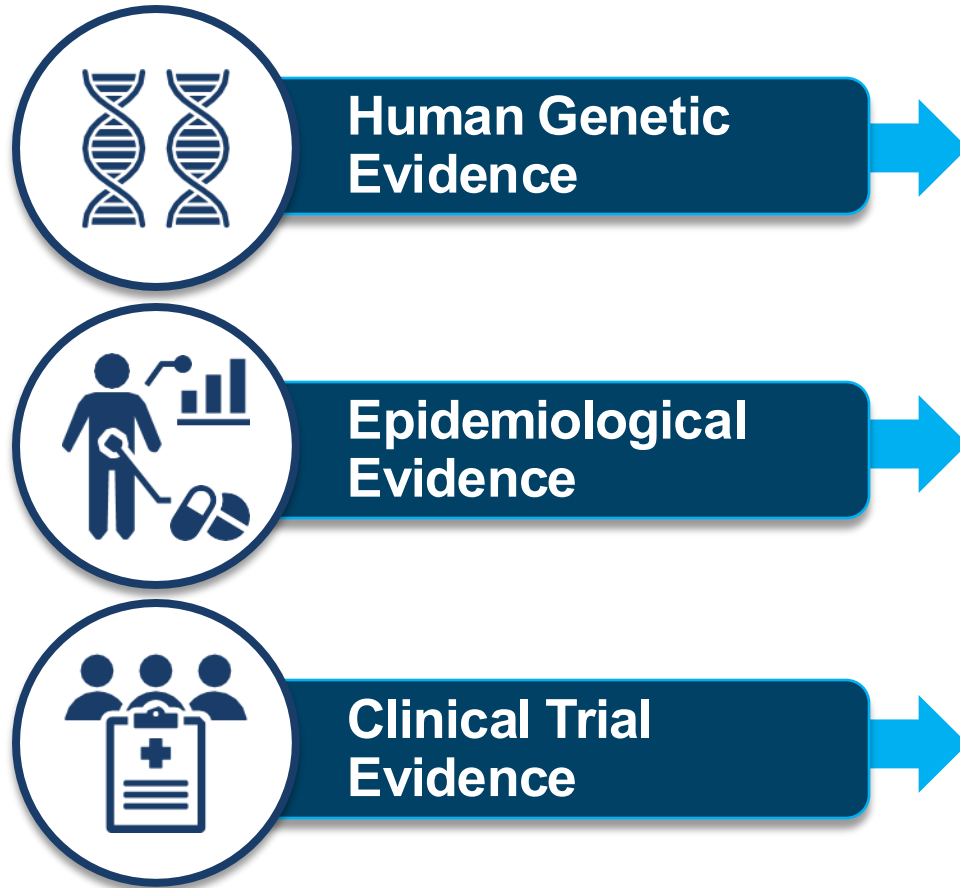 Human Genetic
Evidence
Epidemiological
Evidence
Clinical Trial
Evidence